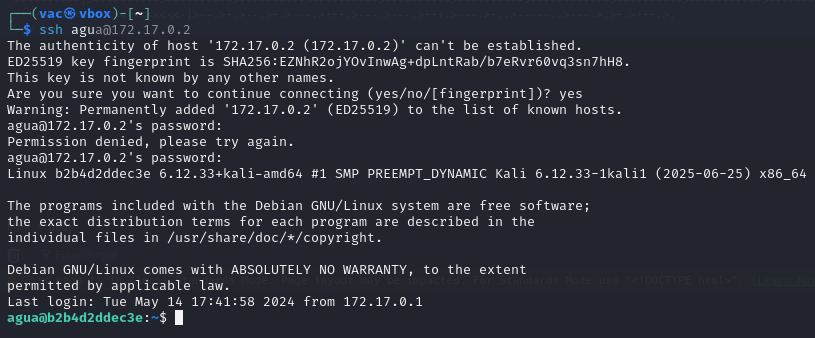 ┌──(vac㉿vbox)-[~]
└─$ ssh agua@172.17.0.2
The authenticity of host '172.17.0.2 (172.17.0.2)' can't be established.
ED25519 key fingerprint is SHA256:EZNhR2ojYOvInwAg+dpLntRab/b7eRvr60vq3sn7hH8.
This key is not known by any other names.
Are you sure you want to continue connecting (yes/no/[fingerprint])? yes
Warning: Permanently added '172.17.0.2' (ED25519) to the list of known hosts.
agua@172.17.0.2's password:
Permission denied, please try again.
agua@172.17.0.2's password:
Linux b2b4d2ddec3e 6.12.33+kali-amd64 #1 SMP PREEMPT_DYNAMIC Kali 6.12.33-1kali1 (2025-06-25) x86_64
The programs included with the Debian GNU/Linux system are free software;
the exact distribution terms for each program are described in the
individual files in /usr/share/doc/*/copyright.
Debian GNU/Linux comes with ABSOLUTELY NO WARRANTY, to the extent
permitted by applicable law.
Last login: Tue May 14 17:41:58 2024 from 172.17.0.1
agua@b2b4d2ddec3e:~$